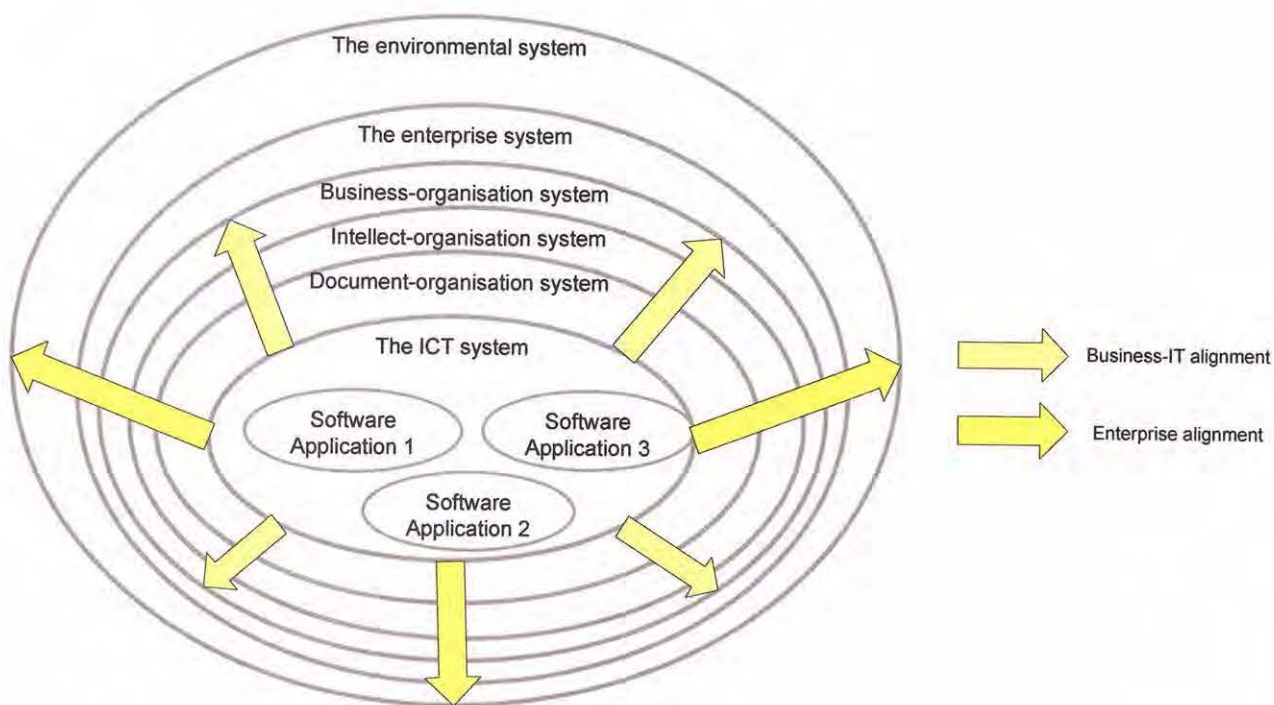 The environmental system
The enterprise system
Business-organisation system
Intellect-organisation system
Document-organisation system
The ICT system
Software
Application 1
Software
Application 3
Software
Application 2
Business-IT alignment
Enterprise alignment